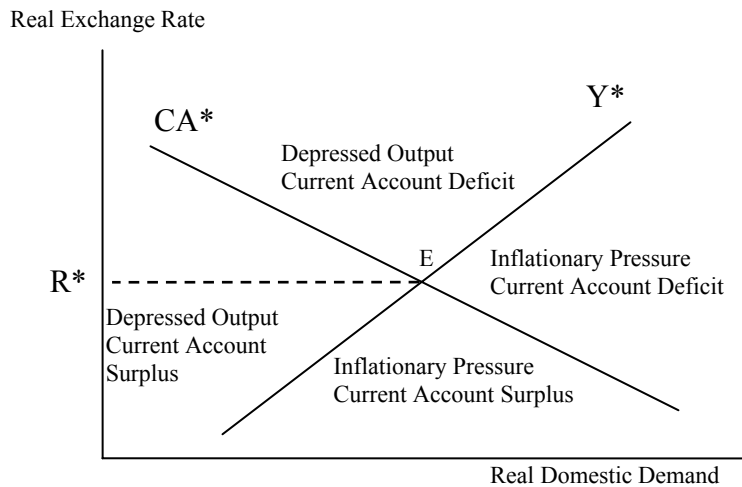 Real Exchange Rate
Y*
CA*
Depressed Output
Current Account Deficit
E
Inflationary Pressure
Current Account Deficit
R*
Depressed Output
Current Account
Surplus
Inflationary Pressure
Current Account Surplus
Real Domestic Demand